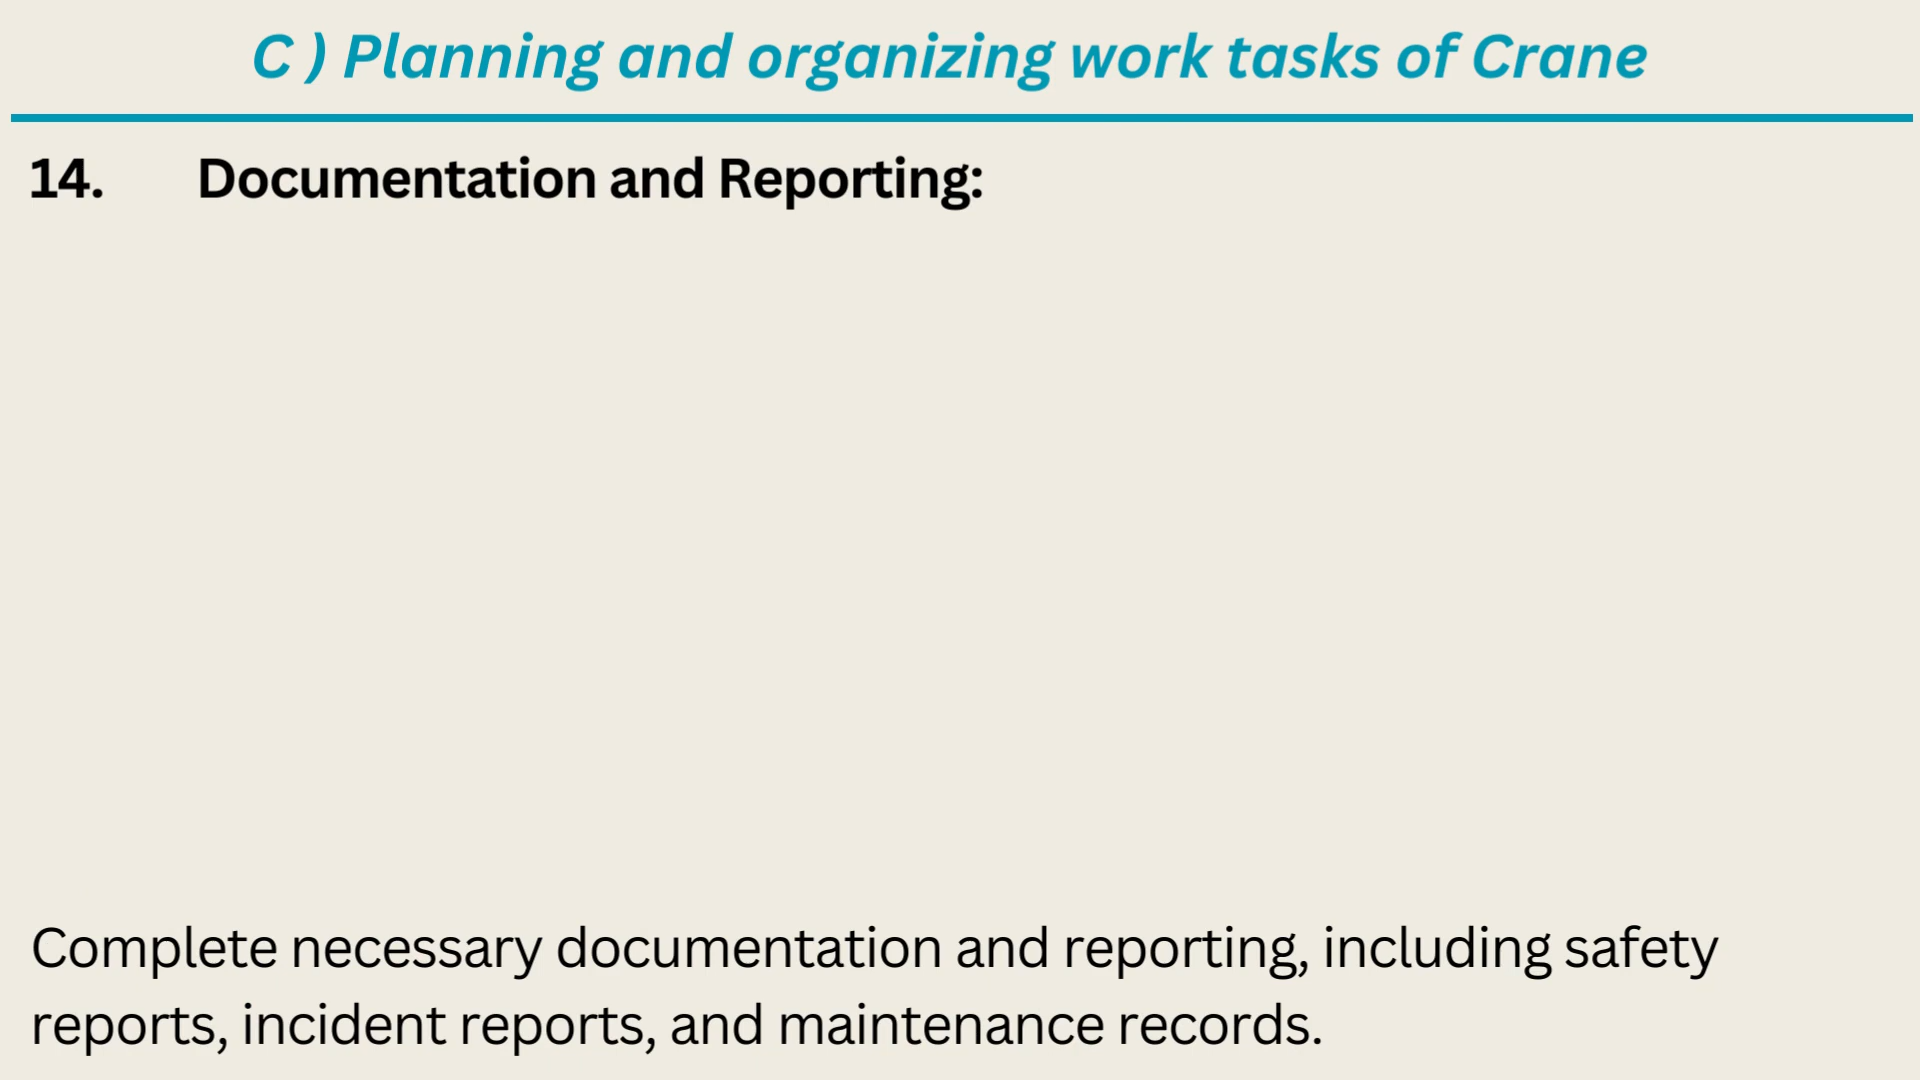 C ) Planning and organizing work tasks of Crane
14. Documentation and Reporting:
Complete necessary documentation and reporting, including safety
reports, incident reports, and maintenance records.